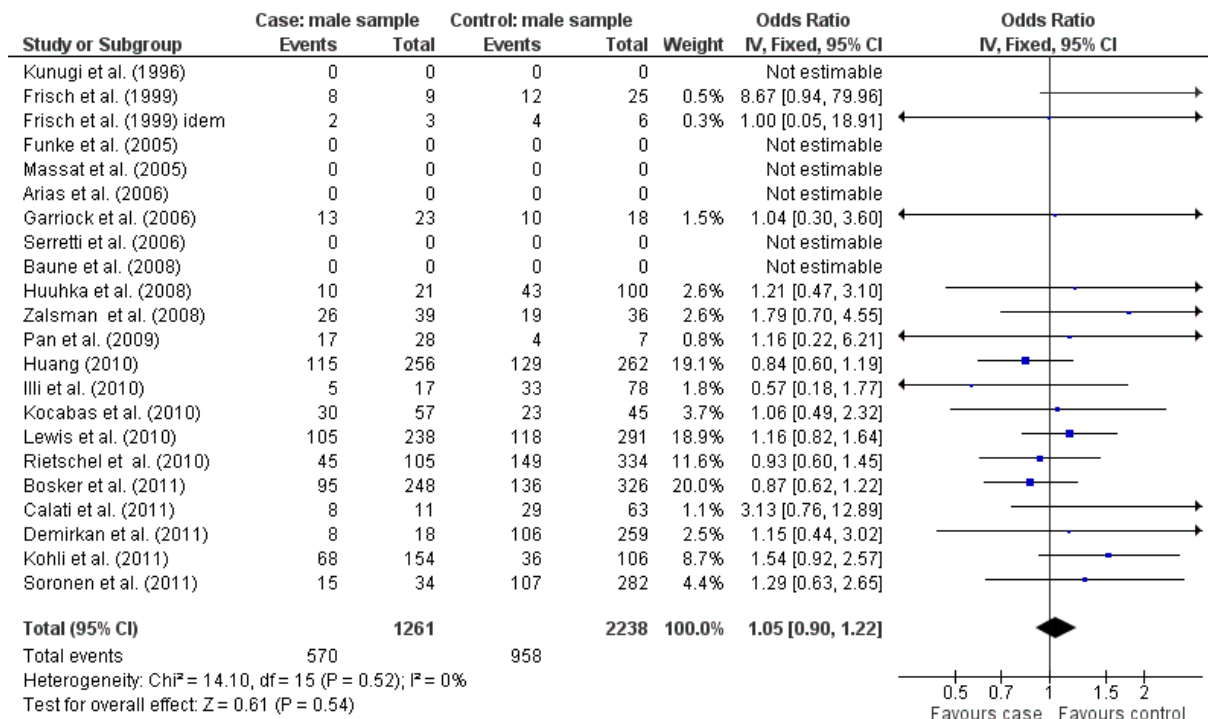 Case: male sample Control: male sample Odds Ratio Odds Ratio
Study or Subgroup Events Total Events Total Weight IV, Fixed, 95% CI IV, Fixed, 95% CI
Kunugi et al. (1996) 0 0 0 0 Not estimable
Frisch et al. (1999) 8 9 12 25 0.5% 8.67 [0.94, 79.96]
Frisch et al. (1999) idem 2 3 4 6 0.3% 1.00 [0.05, 18.91]
Funke et al. (2005) 0 0 0 0 Not estimable
Massat et al. (2005) 0 0 0 0 Not estimable
Arias et al. (2006) 0 0 0 0 Not estimable
Garriock et al. (2006) 13 23 10 18 1.5% 1.04 [0.30, 3.60]
Serretti et al. (2006) 0 0 0 0 Not estimable
Baune et al. (2008) 0 0 0 0 Not estimable
Huuhka et al. (2008) 10 21 43 100 2.6% 1.21 [0.47, 3.10]
Zalsman et al. (2008) 26 39 19 36 2.6% 1.79 [0.70, 4.55]
Pan et al. (2009) 17 28 4 7 0.8% 1.16 [0.22, 6.21]
Huang (2010) 115 256 129 262 19.1% 0.84 [0.60, 1.19]
Illi et al. (2010) 5 17 33 78 1.8% 0.57 [0.18, 1.77]
Kocabas et al. (2010) 30 57 23 45 3.7% 1.06 [0.49, 2.32]
Lewis et al. (2010) 105 238 118 291 18.9% 1.16 [0.82, 1.64]
Rietschel et al. (2010) 45 105 149 334 11.6% 0.93 [0.60, 1.45]
Bosker et al. (2011) 95 248 136 326 20.0% 0.87 [0.62, 1.22]
Calati et al. (2011) 8 11 29 63 1.1% 3.13 [0.76, 12.89]
Demirkan et al. (2011) 8 18 106 259 2.5% 1.15 [0.44, 3.02]
Kohli et al. (2011) 68 154 36 106 8.7% 1.54 [0.92, 2.57]
Soronen et al. (2011) 15 34 107 282 4.4% 1.29 [0.63, 2.65]
Total (95% CI) 1261 2238 100.0% 1.05 [0.90, 1.22]
Total events 570 958
Heterogeneity: Chi² = 14.10, df = 15 (P = 0.52); I² = 0%
Test for overall effect: Z = 0.61 (P = 0.54)
0.5 0.7 1 1.5 2
Favours case Favours control